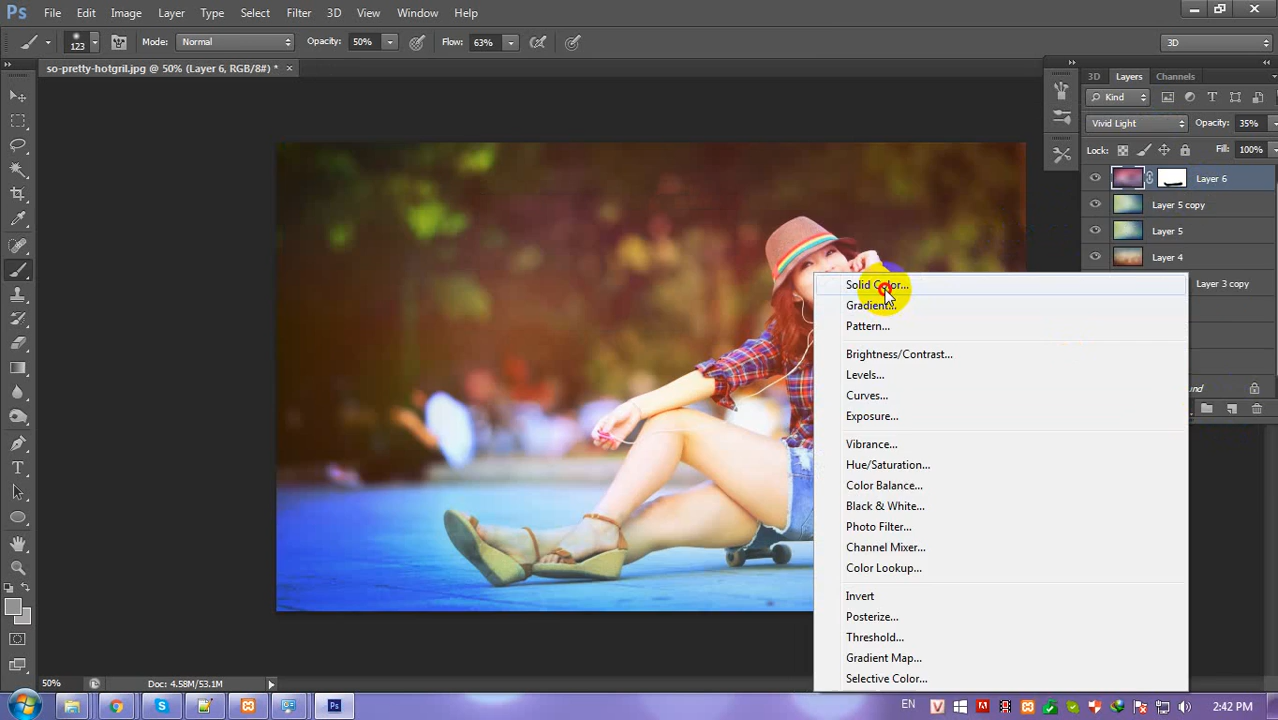 Ps File Edit Image Layer Type Select Filter 3D View Window Help
123 Mode: Normal Opacity: 50% Flow: 63% 3D
so-pretty-hotgril.jpg @ 50% (Layer 6, RGB/8#) * ×
3D Layers Channels
Kind
Vivid Light Opacity: 35%
Lock: Fill: 100%
Layer 6
Layer 5 copy
Layer 5
Layer 4
Layer 3 copy
Solid Color...
Gradient...
Pattern...
Brightness/Contrast...
Levels...
Curves...
Exposure...
Vibrance...
Hue/Saturation...
Color Balance...
Black & White...
Photo Filter...
Channel Mixer...
Color Lookup...
Invert
Posterize...
Threshold...
Gradient Map...
Selective Color...
50% Doc: 4.58M/53.1M
Ps EN 2:42 PM